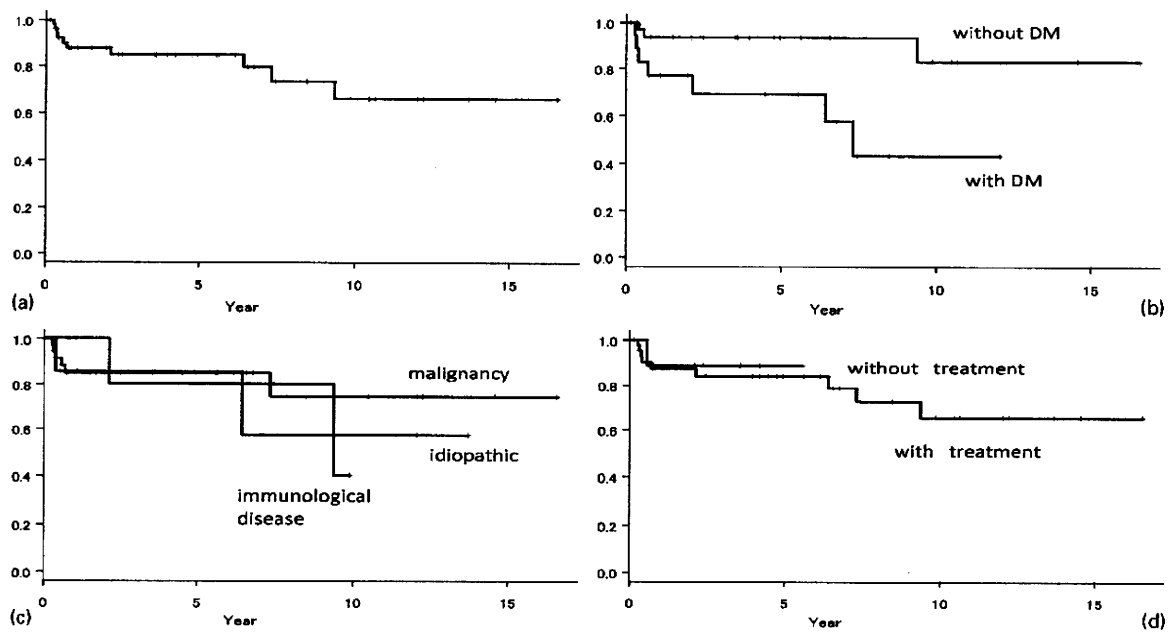 1.0
0.8
0.6
0.4
0.2
0.0
0 5 10 15
Year
(a)
1.0
0.8
0.6
0.4
0.2
0.0
0 5 10 15
Year
without DM
with DM
(b)
1.0
0.8
0.6
0.4
0.2
0.0
0 5 10 15
Year
malignancy
idiopathic
immunological
disease
(c)
1.0
0.8
0.6
0.4
0.2
0.0
0 5 10 15
Year
without treatment
with treatment
(d)